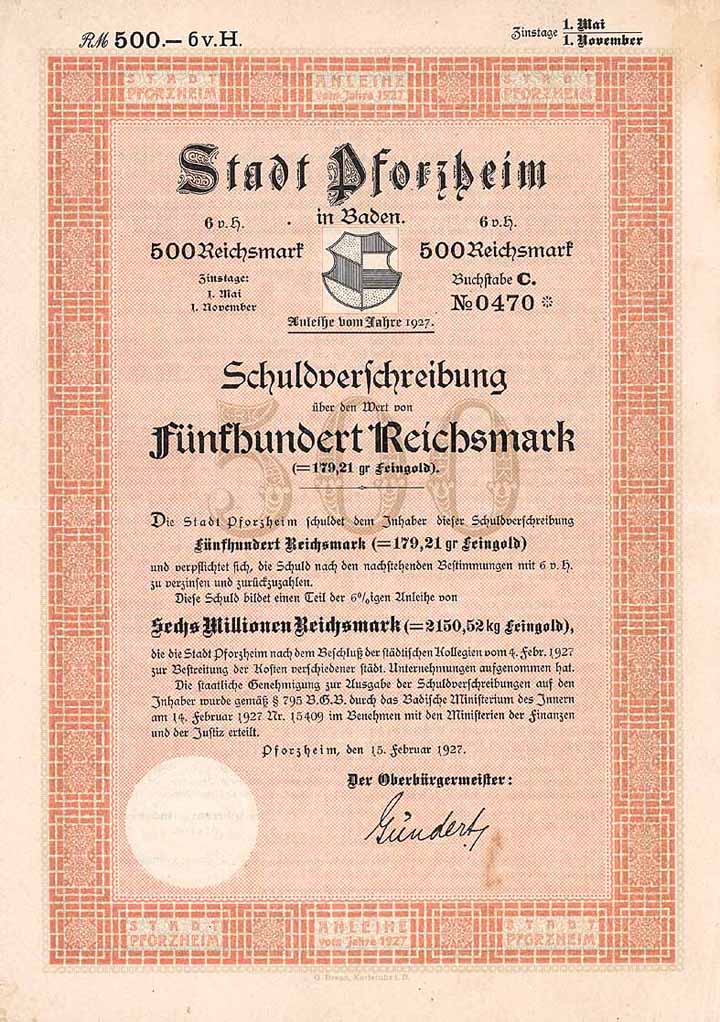 RM 500.— 6 v. H.
Zinstage 1. Mai
1. November
STADT PFORZHEIM
ANLEIHE vom Jahre 1927
STADT PFORZHEIM
Stadt Pforzheim
in Baden.
6 v. H.
6 v. H.
500 Reichsmark
500 Reichsmark
Zinstage:
1. Mai
1. November
Buchstabe C.
No 0470 *
Anleihe vom Jahre 1927.
Schuldverschreibung
über den Wert von
Fünfhundert Reichsmark
(= 179,21 gr Feingold).
500
Die Stadt Pforzheim schuldet dem Inhaber dieser Schuldverschreibung
Fünfhundert Reichsmark (= 179,21 gr Feingold)
und verpflichtet sich, die Schuld nach den nachstehenden Bestimmungen mit 6 v. H.
zu verzinsen und zurückzuzahlen.
Diese Schuld bildet einen Teil der 6%igen Anleihe von
Sechs Millionen Reichsmark (= 2150,52 kg Feingold),
die die Stadt Pforzheim nach dem Beschluß der städtischen Kollegien vom 4. Febr. 1927
zur Bestreitung der Kosten verschiedener städt. Unternehmungen aufgenommen hat.
Die staatliche Genehmigung zur Ausgabe der Schuldverschreibungen auf den
Inhaber wurde gemäß § 795 B.G.B. durch das Badische Ministerium des Innern
am 14. Februar 1927 Nr. 15409 im Benehmen mit den Ministerien der Finanzen
und der Justiz erteilt.
Pforzheim, den 15. Februar 1927.
Der Oberbürgermeister:
Gündert
STADT PFORZHEIM
ANLEIHE vom Jahre 1927
STADT PFORZHEIM
G. Braun, Karlsruhe i. B.